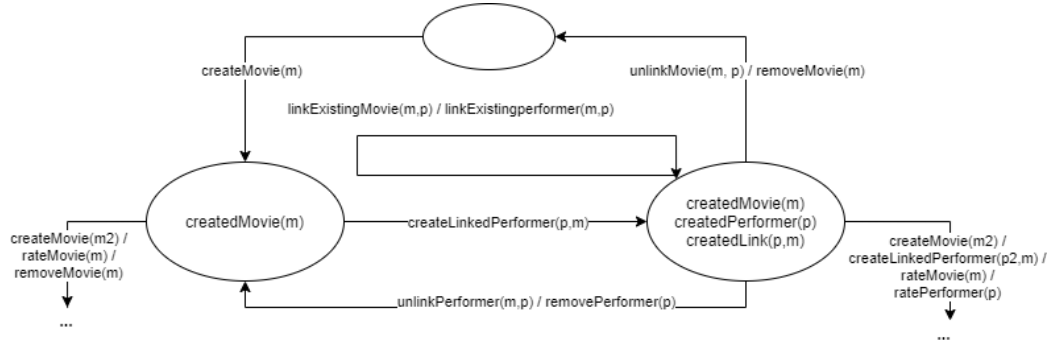 createMovie(m)
unlinkMovie(m, p) / removeMovie(m)
linkExistingMovie(m,p) / linkExistingperformer(m,p)
createdMovie(m)
createLinkedPerformer(p,m)
createdMovie(m)
createdPerformer(p)
createdLink(p,m)
createMovie(m2) /
rateMovie(m) /
removeMovie(m)
...
createMovie(m2) /
createLinkedPerformer(p2,m) /
rateMovie(m) /
ratePerformer(p)
...
unlinkPerformer(m,p) / removePerformer(p)